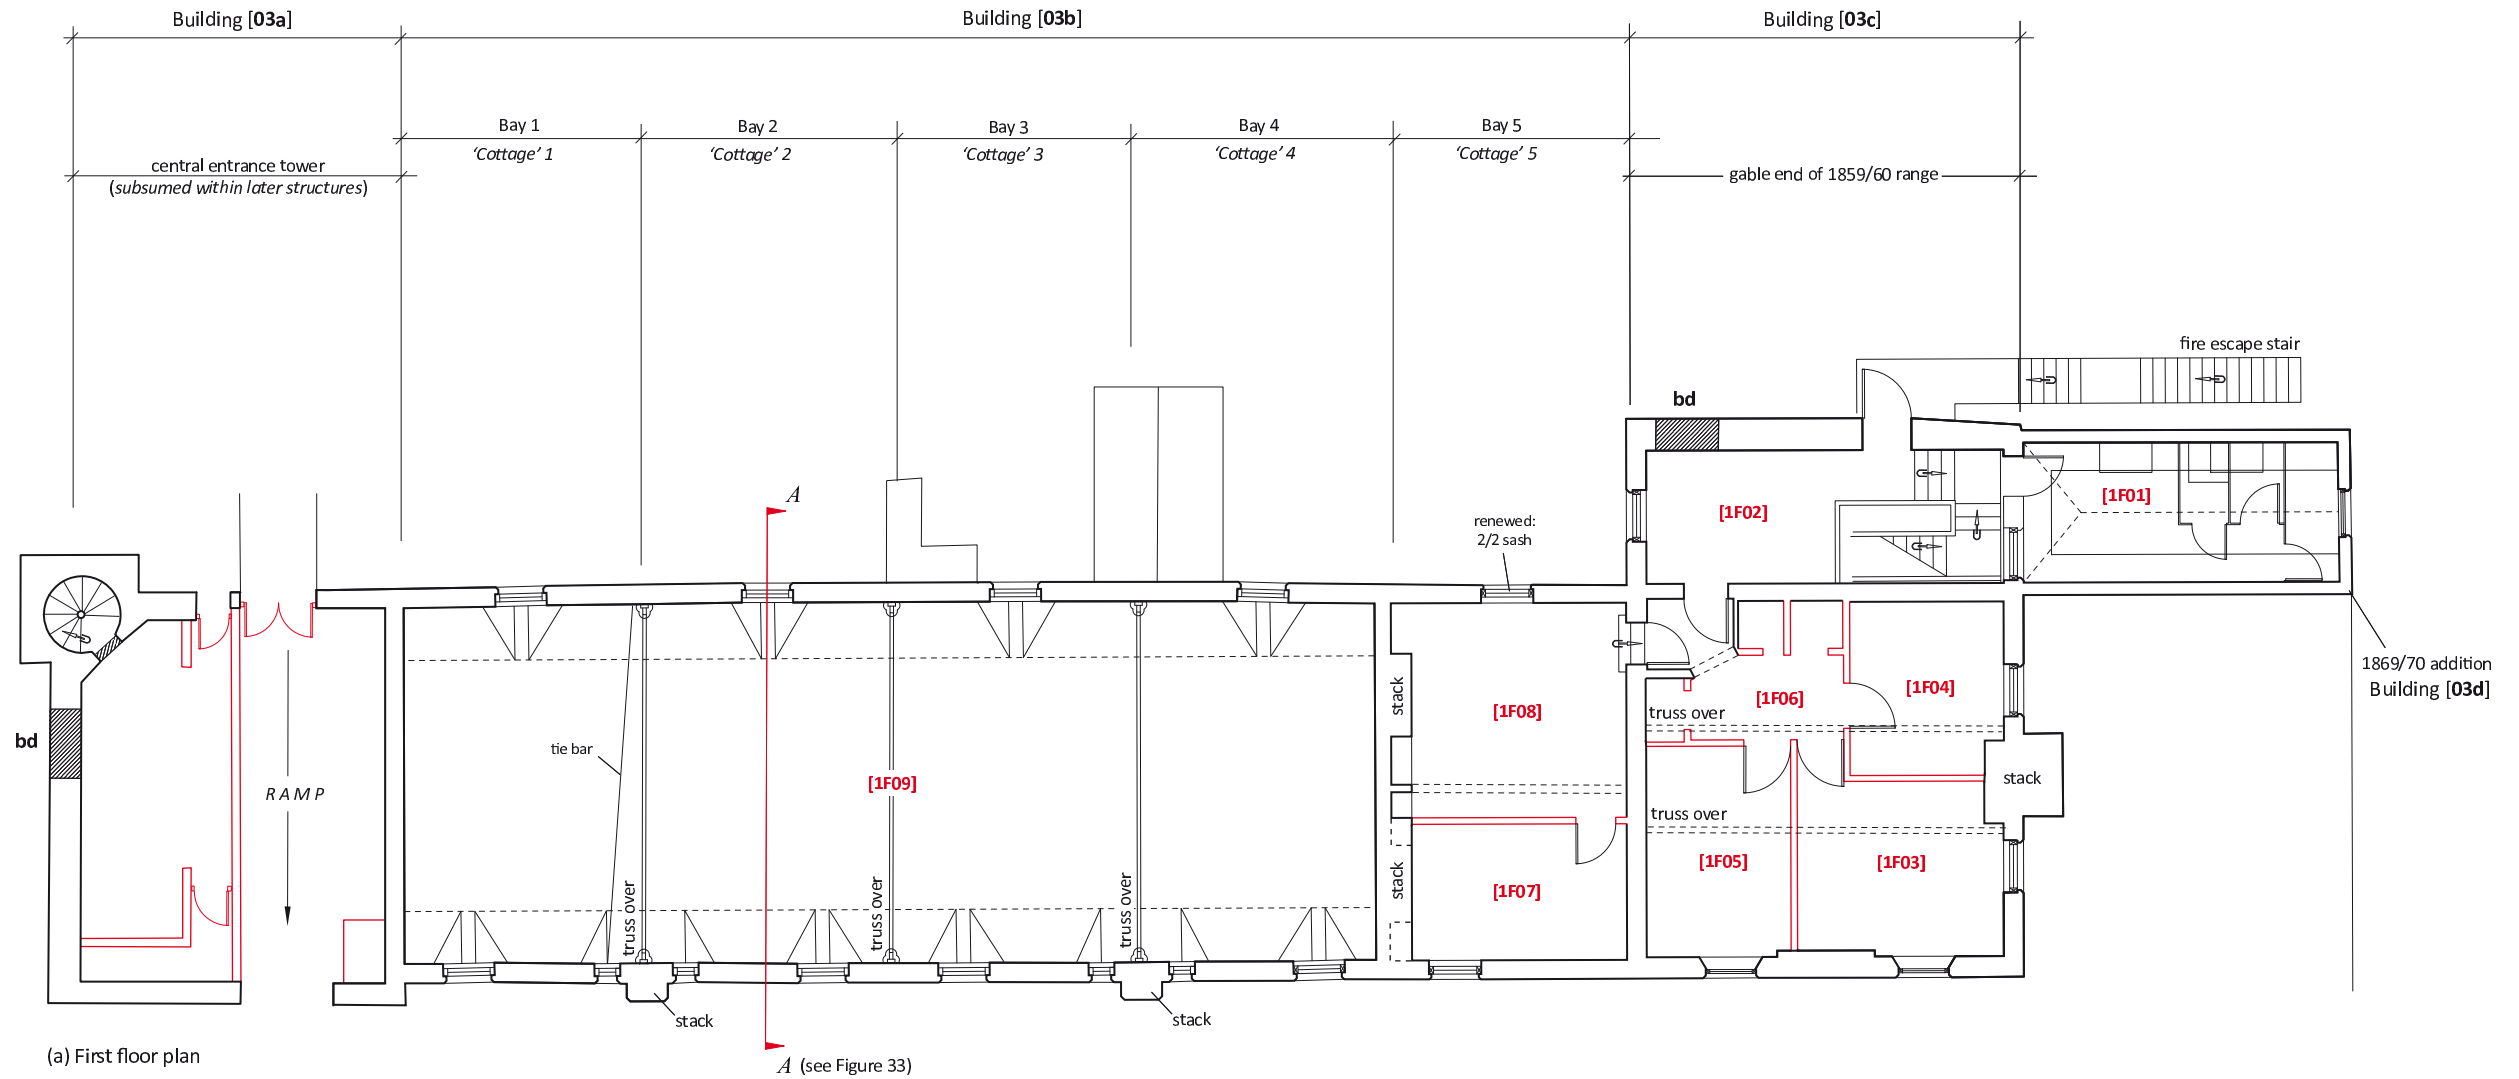 Building [03a]
Building [03b]
Building [03c]
Bay 1
Bay 2
Bay 3
Bay 4
Bay 5
‘Cottage’ 1
‘Cottage’ 2
‘Cottage’ 3
‘Cottage’ 4
‘Cottage’ 5
central entrance tower
(subsumed within later structures)
gable end of 1859/60 range
fire escape stair
bd
A
renewed:
2/2 sash
[1F01]
[1F02]
1869/70 addition
Building [03d]
[1F04]
[1F06]
stack
[1F08]
truss over
bd
tie bar
RAMP
[1F09]
stack
truss over
[1F05]
[1F03]
stack
[1F07]
truss over
truss over
truss over
stack
stack
(a) First floor plan
A (see Figure 33)